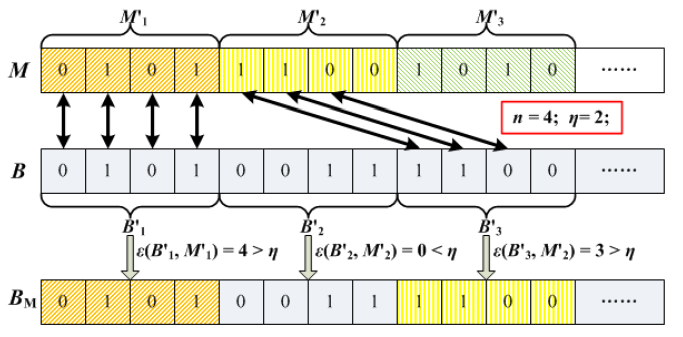 M'₁ M'₂ M'₃
M 0 1 0 1 1 1 0 0 1 0 1 0 ······
n = 4; η= 2;
B 0 1 0 1 0 0 1 1 1 1 0 0 ······
B'₁ B'₂ B'₃
ε(B'₁, M'₁) = 4 > η ε(B'₂, M'₂) = 0 < η ε(B'₃, M'₂) = 3 > η
B_M 0 1 0 1 0 0 1 1 1 1 0 0 ······